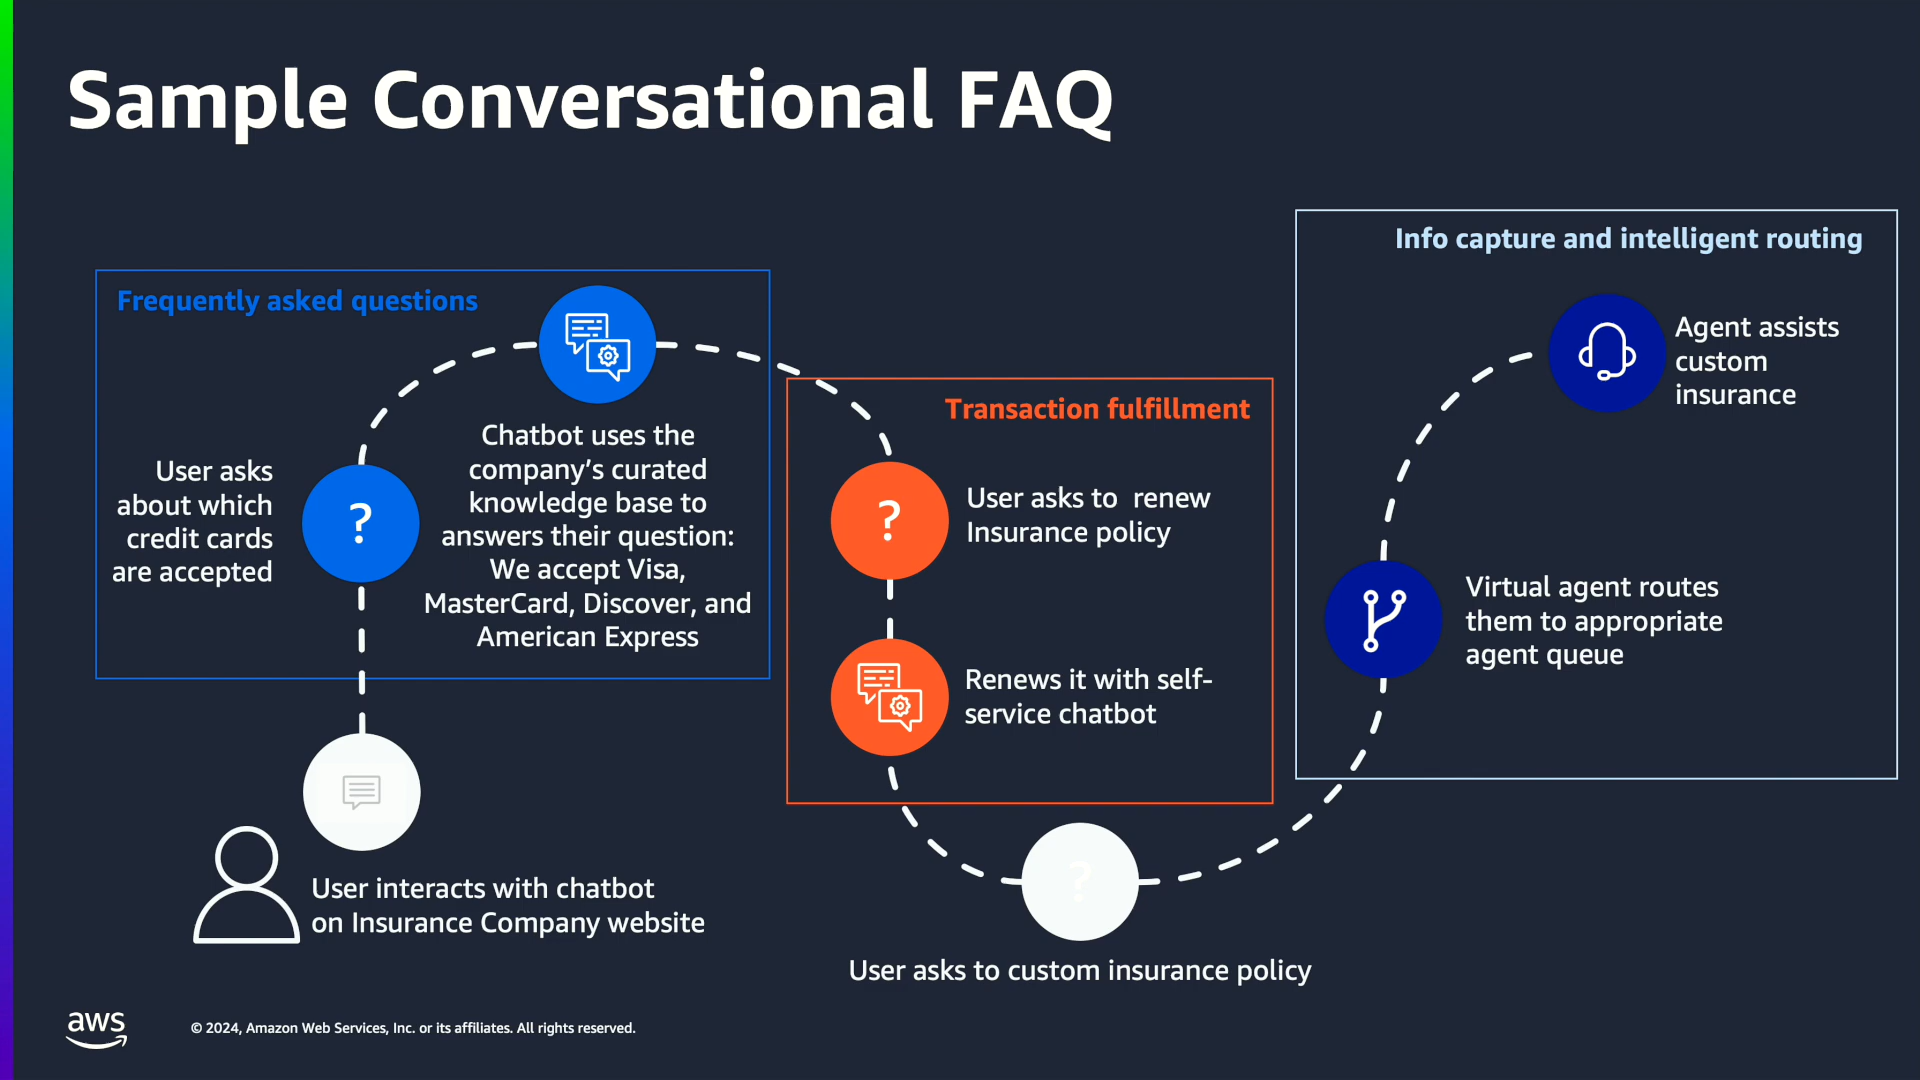 Sample Conversational FAQ
Frequently asked questions
User asks
about which
credit cards
are accepted
?
Chatbot uses the
company’s curated
knowledge base to
answers their question:
We accept Visa,
MasterCard, Discover, and
American Express
User interacts with chatbot
on Insurance Company website
Transaction fulfillment
?
User asks to  renew
Insurance policy
Renews it with self-
service chatbot
?
User asks to custom insurance policy
Info capture and intelligent routing
Agent assists
custom
insurance
Virtual agent routes
them to appropriate
agent queue
aws
© 2024, Amazon Web Services, Inc. or its affiliates. All rights reserved.